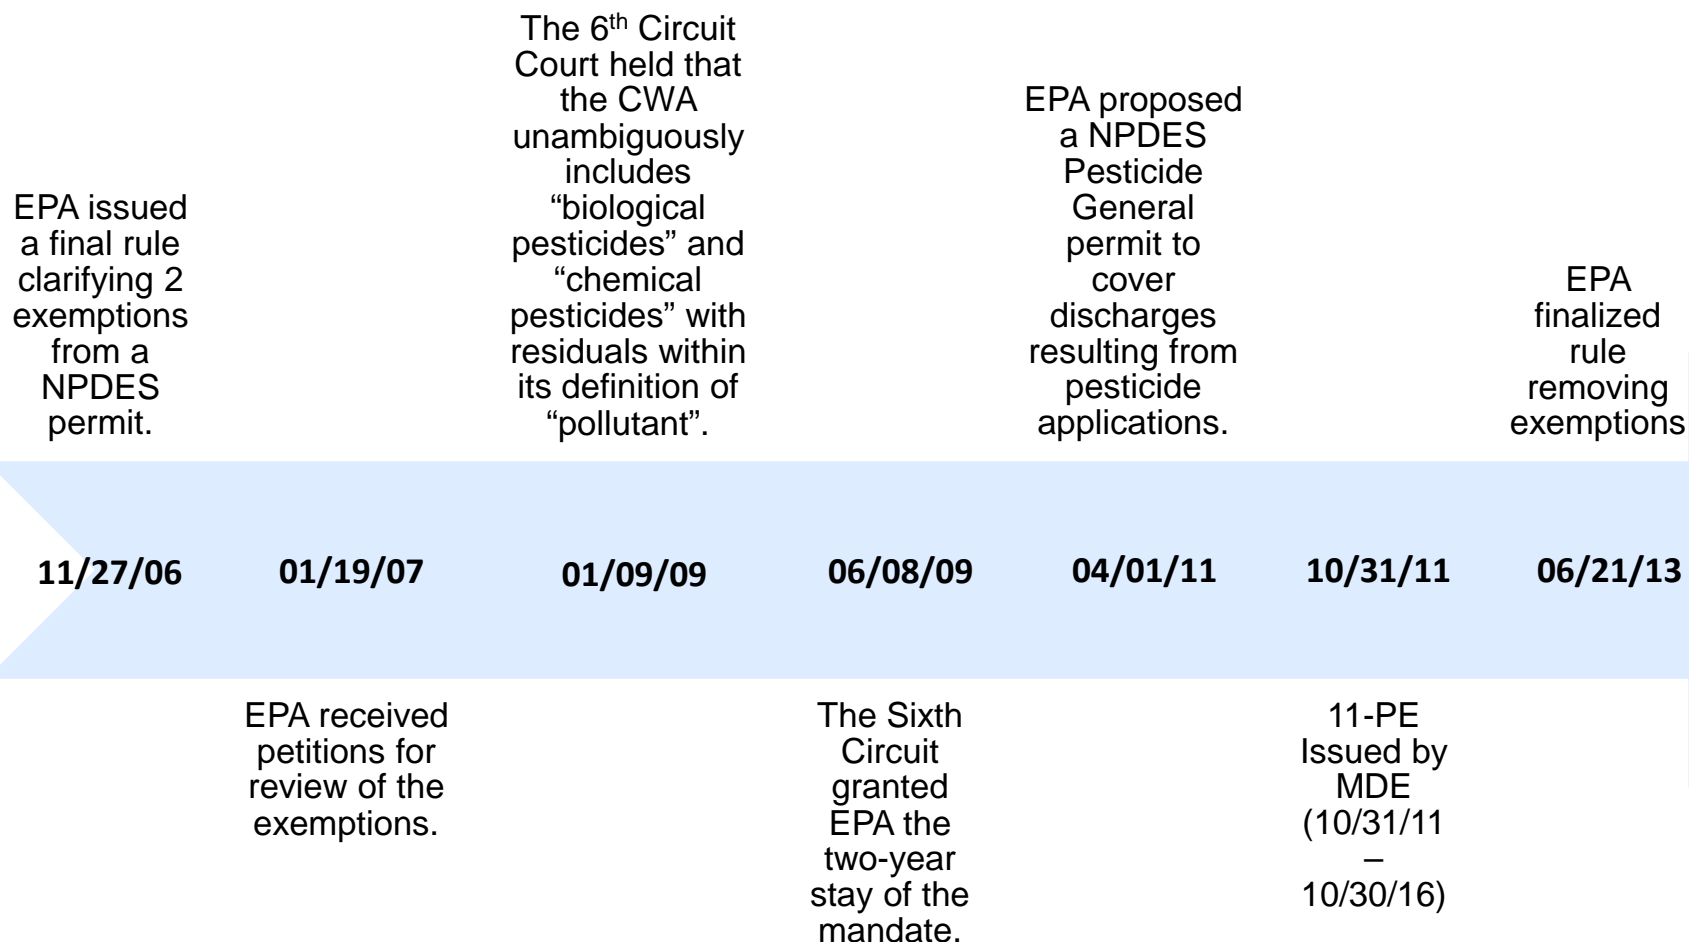 EPA issued
a final rule
clarifying 2
exemptions
from a
NPDES
permit.
The 6th Circuit
Court held that
the CWA
unambiguously
includes
“biological
pesticides” and
“chemical
pesticides” with
residuals within
its definition of
“pollutant”.
EPA proposed
a NPDES
Pesticide
General
permit to
cover
discharges
resulting from
pesticide
applications.
EPA
finalized
rule
removing
exemptions
11/27/06
01/19/07
01/09/09
06/08/09
04/01/11
10/31/11
06/21/13
EPA received
petitions for
review of the
exemptions.
The Sixth
Circuit
granted
EPA the
two-year
stay of the
mandate.
11-PE
Issued by
MDE
(10/31/11
–
10/30/16)